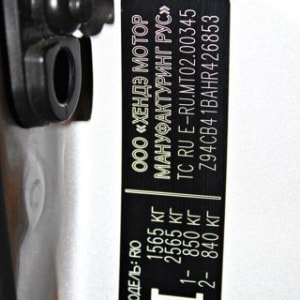 ООО «ХЕНДЭ МОТОР
МАНУФАКТУРИНГ РУС»
TC RU E-RU.MT02.00345
Z94CB41BAHR426853
1565 КГ
2565 КГ
1- 850 КГ
2- 840 КГ
МОДЕЛЬ: RO